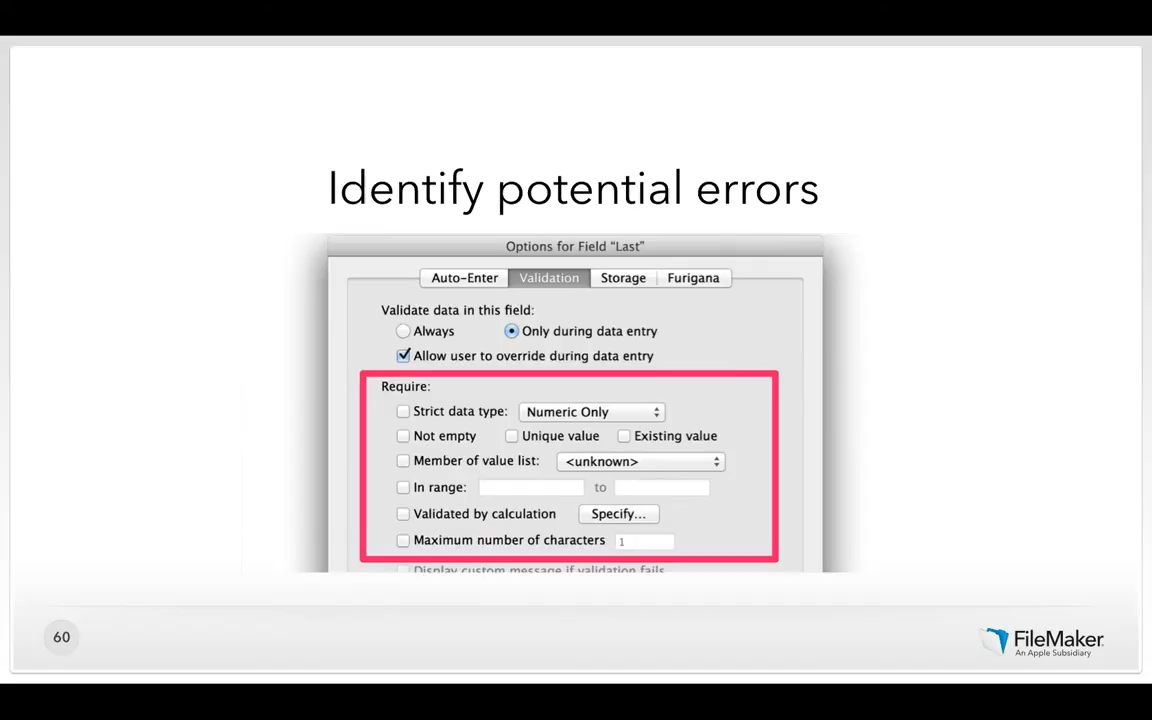 Identify potential errors
Options for Field “Last”
Auto-Enter Validation Storage Furigana
Validate data in this field:
Always Only during data entry
Allow user to override during data entry
Require:
Strict data type: Numeric Only
Not empty Unique value Existing value
Member of value list: <unknown>
In range: to
Validated by calculation Specify...
Maximum number of characters 1
Display custom message if validation fails
60
FileMaker
An Apple Subsidiary